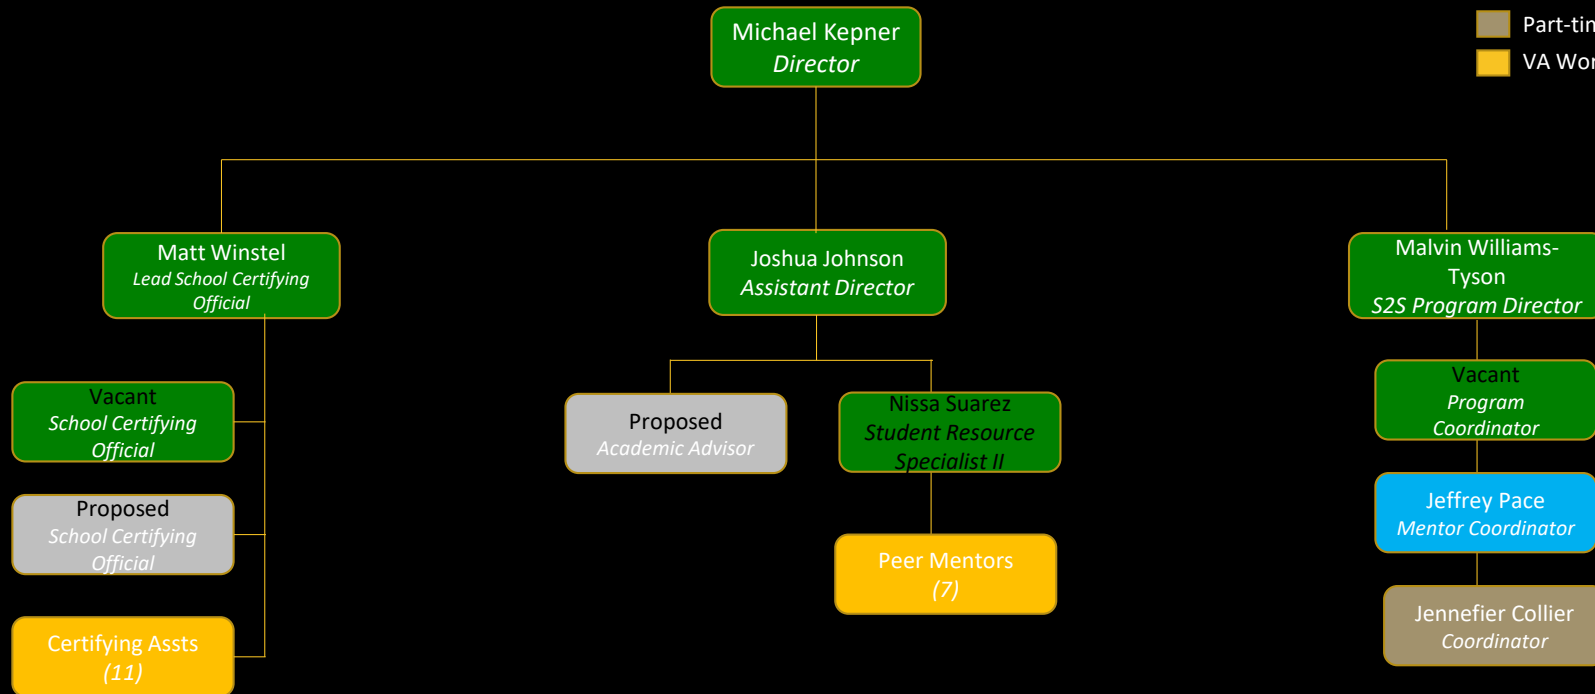 Michael Kepner
Director
Part-tim
VA Wor
Matt Winstel
Lead School Certifying
Official
Joshua Johnson
Assistant Director
Malvin Williams-
Tyson
S2S Program Director
Vacant
School Certifying
Official
Proposed
School Certifying
Official
Certifying Assts
(11)
Proposed
Academic Advisor
Nissa Suarez
Student Resource
Specialist II
Peer Mentors
(7)
Vacant
Program
Coordinator
Jeffrey Pace
Mentor Coordinator
Jennefier Collier
Coordinator